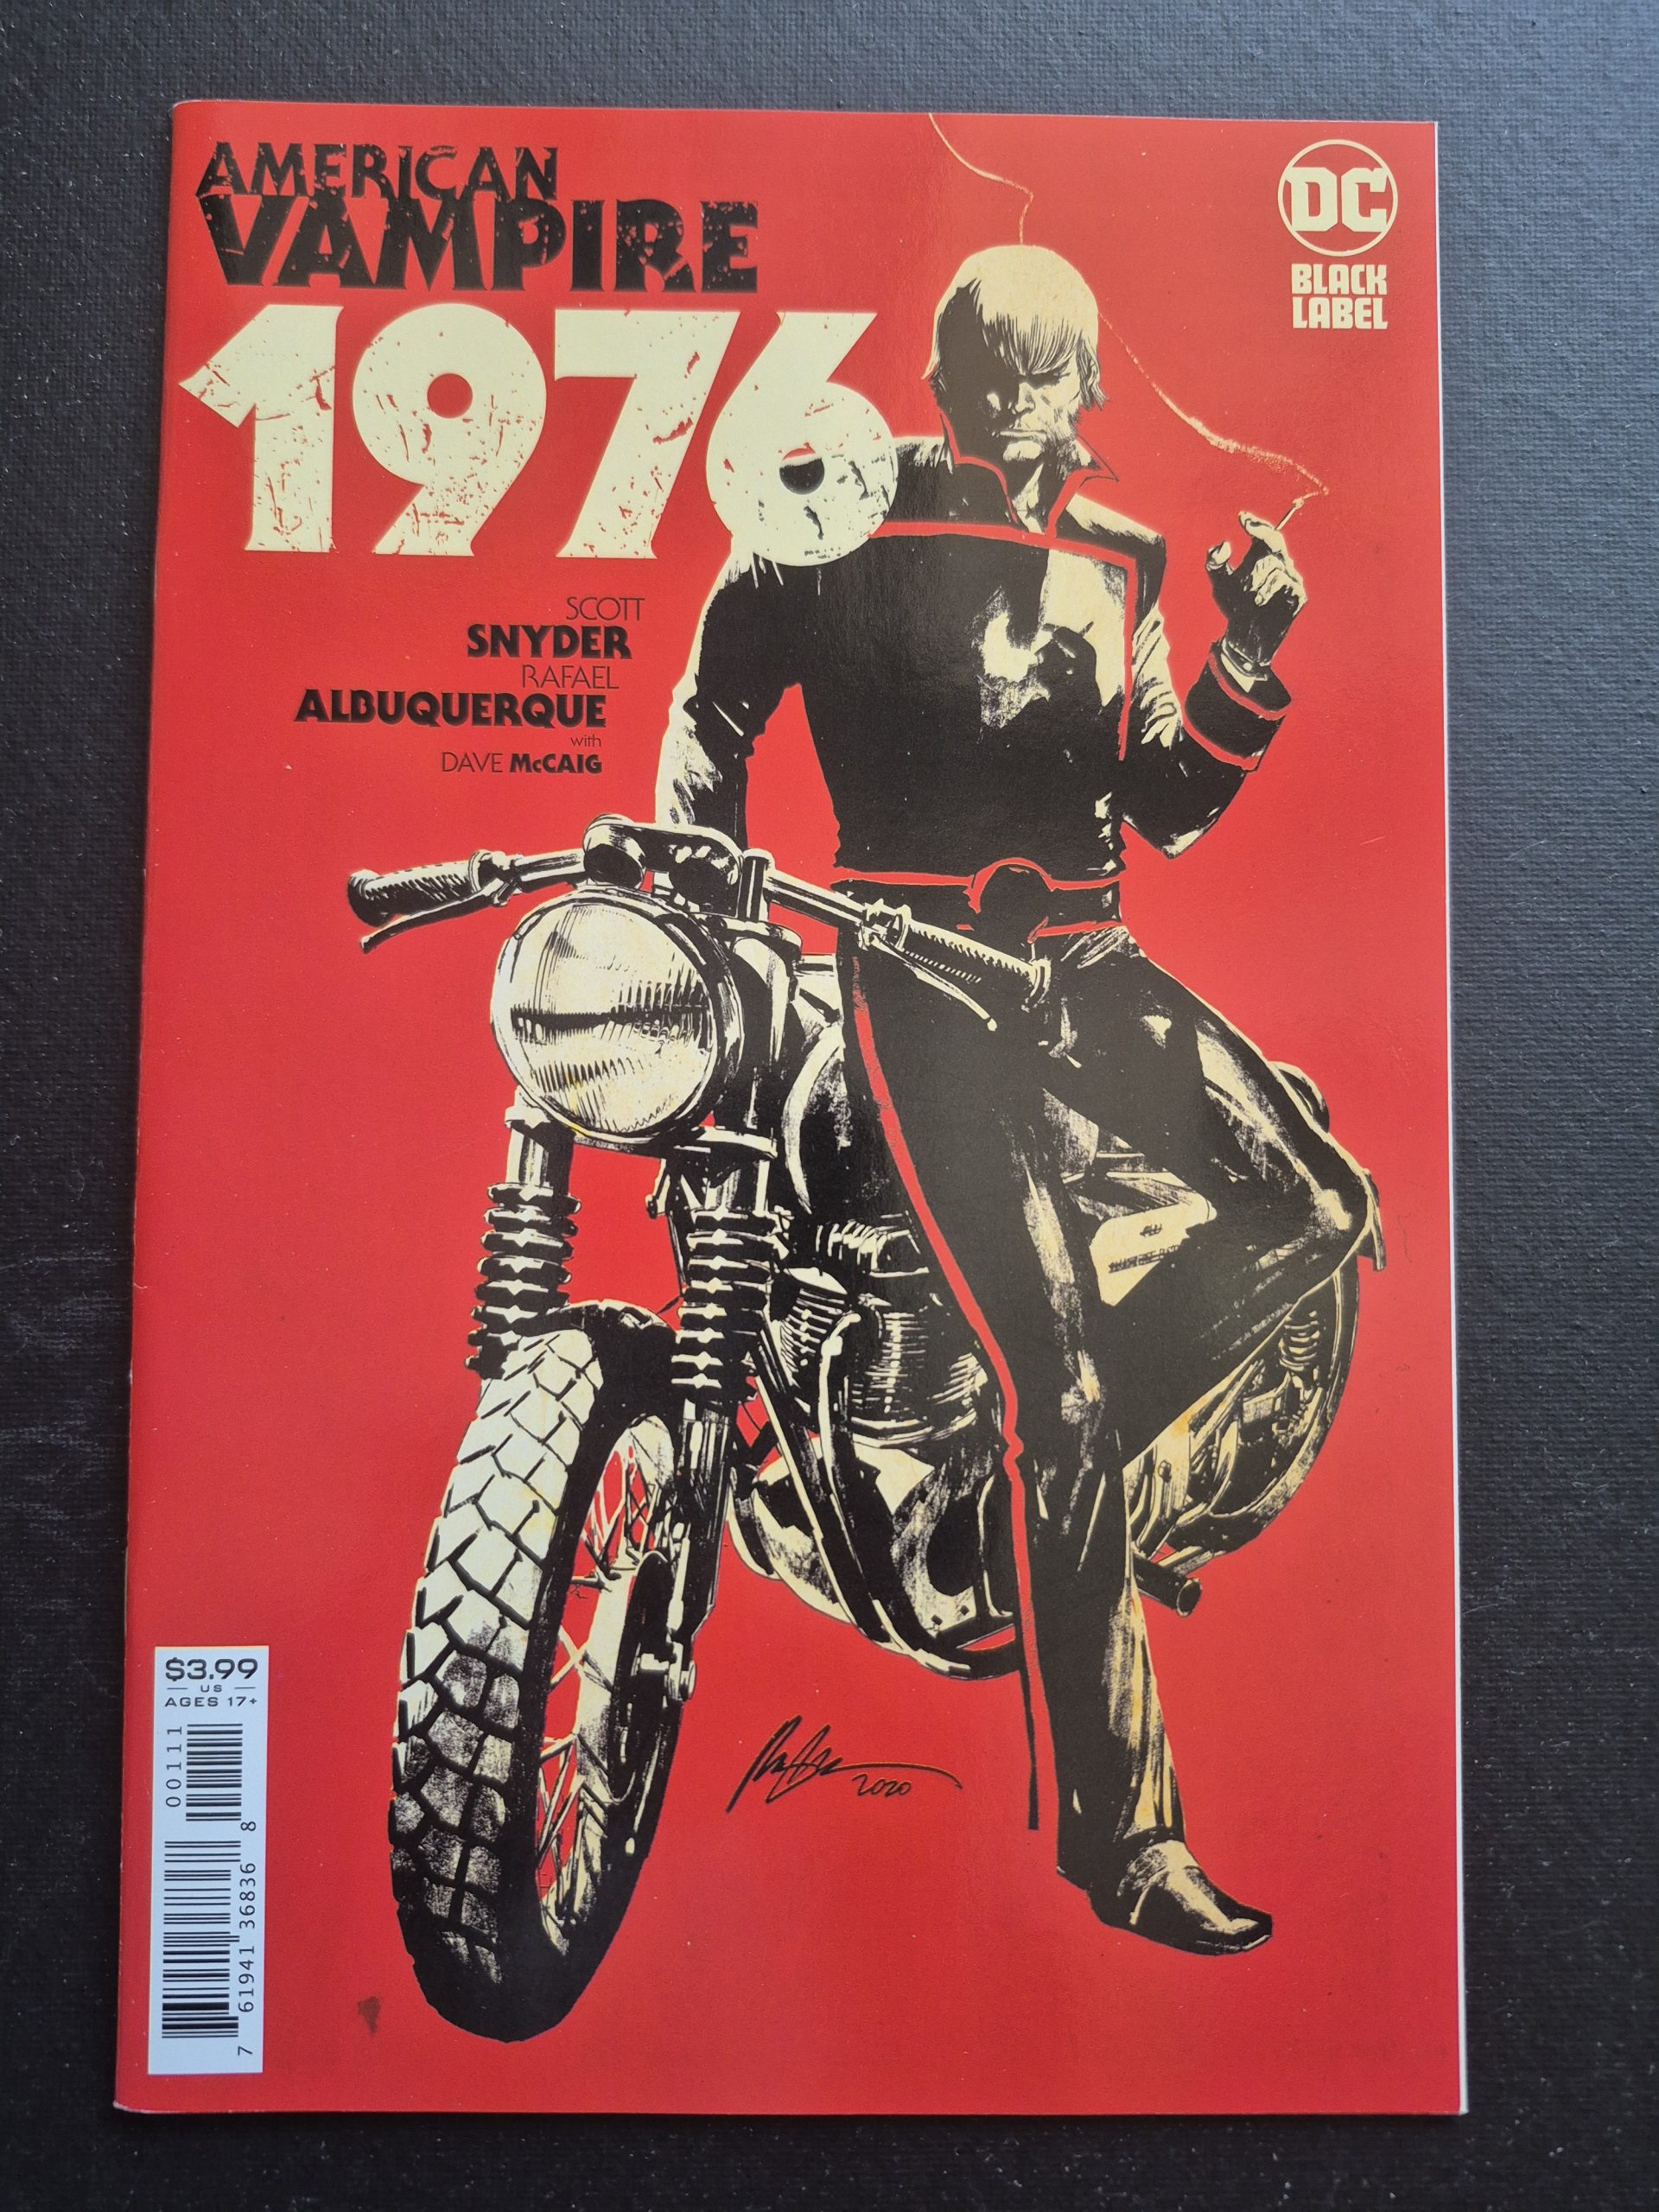 AMERICAN
VAMPIRE
1976
DC
BLACK
LABEL
SCOTT
SNYDER
RAFAEL
ALBUQUERQUE
with
DAVE McCAIG
$3.99
US
AGES 17+
00111
7 61941 36836 8
2020